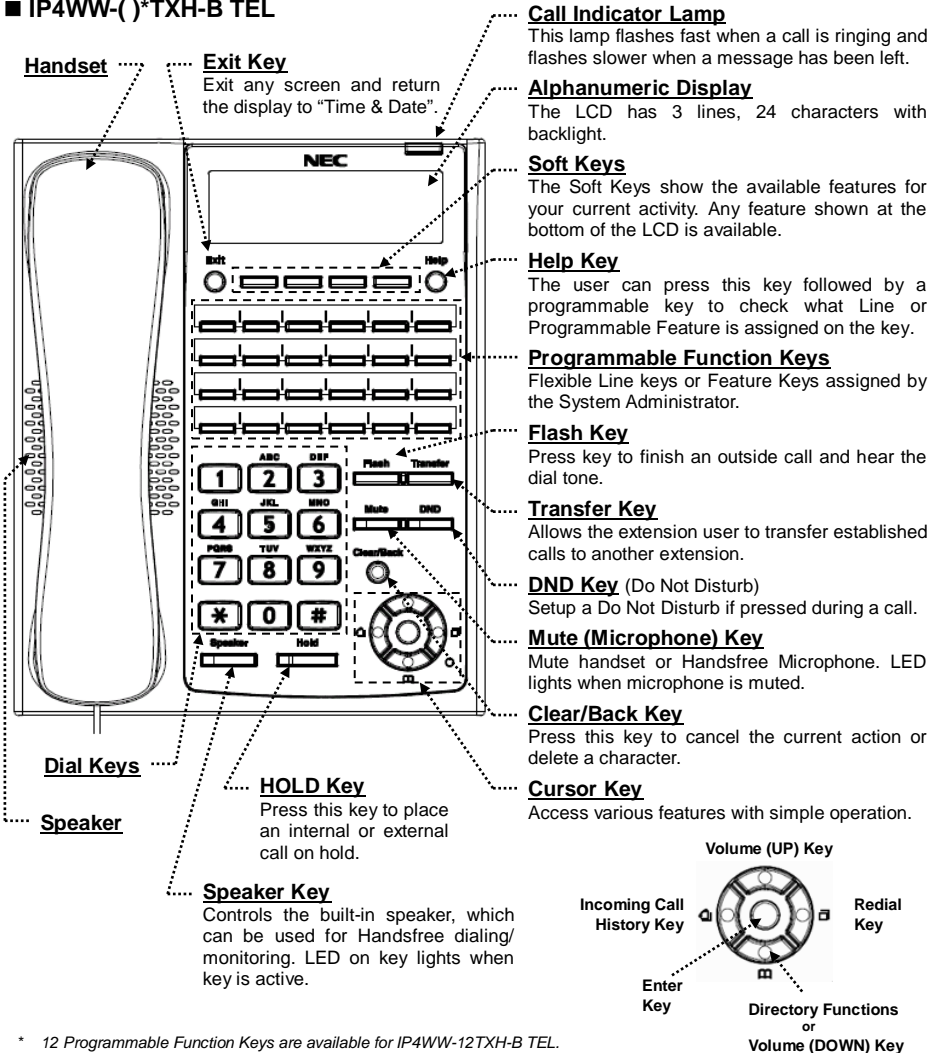 ■ IP4WW-( )*TXH-B TEL
Handset
Exit Key
Exit any screen and return
the display to “Time & Date”.
Call Indicator Lamp
This lamp flashes fast when a call is ringing and
flashes slower when a message has been left.
Alphanumeric Display
The LCD has 3 lines, 24 characters with
backlight.
Soft Keys
The Soft Keys show the available features for
your current activity. Any feature shown at the
bottom of the LCD is available.
Help Key
The user can press this key followed by a
programmable key to check what Line or
Programmable Feature is assigned on the key.
Programmable Function Keys
Flexible Line keys or Feature Keys assigned by
the System Administrator.
Flash Key
Press key to finish an outside call and hear the
dial tone.
Transfer Key
Allows the extension user to transfer established
calls to another extension.
DND Key (Do Not Disturb)
Setup a Do Not Disturb if pressed during a call.
Mute (Microphone) Key
Mute handset or Handsfree Microphone. LED
lights when microphone is muted.
Clear/Back Key
Press this key to cancel the current action or
delete a character.
Cursor Key
Access various features with simple operation.
NEC
Exit
Help
ABC DEF
1 2 3
Flash Transfer
GHI JKL MNO
4 5 6
Mute DND
PQRS TUV WXYZ
7 8 9
Clear/Back
* 0 #
Speaker Hold
Dial Keys
Speaker
HOLD Key
Press this key to place
an internal or external
call on hold.
Speaker Key
Controls the built-in speaker, which
can be used for Handsfree dialing/
monitoring. LED on key lights when
key is active.
Volume (UP) Key
Incoming Call
History Key
Redial
Key
Enter
Key
Directory Functions
or
Volume (DOWN) Key
* 12 Programmable Function Keys are available for IP4WW-12TXH-B TEL.